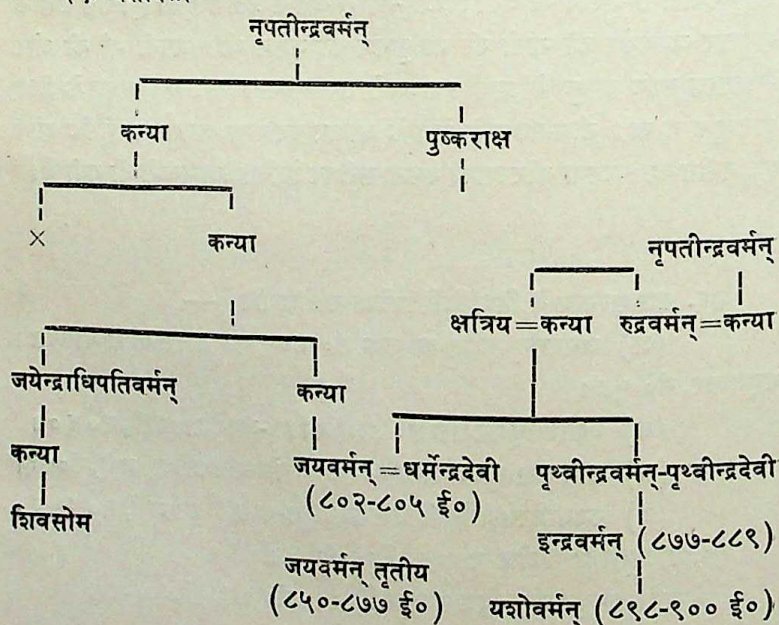 नृपतीन्द्रवर्मन्
कन्या पुष्कराक्ष
× कन्या
नृपतीन्द्रवर्मन्
क्षत्रिय=कन्या रुद्रवर्मन्=कन्या
जयेन्द्राधिपतिवर्मन् कन्या
कन्या जयवर्मन्=धर्मेन्द्रदेवी पृथ्वीन्द्रवर्मन्-पृथ्वीन्द्रदेवी
(८०२-८०५ ई०)
शिवसोम
इन्द्रवर्मन् (८७७-८८९)
जयवर्मन् तृतीय
(८५०-८७७ ई०) यशोवर्मन् (८९८-९०० ई०)